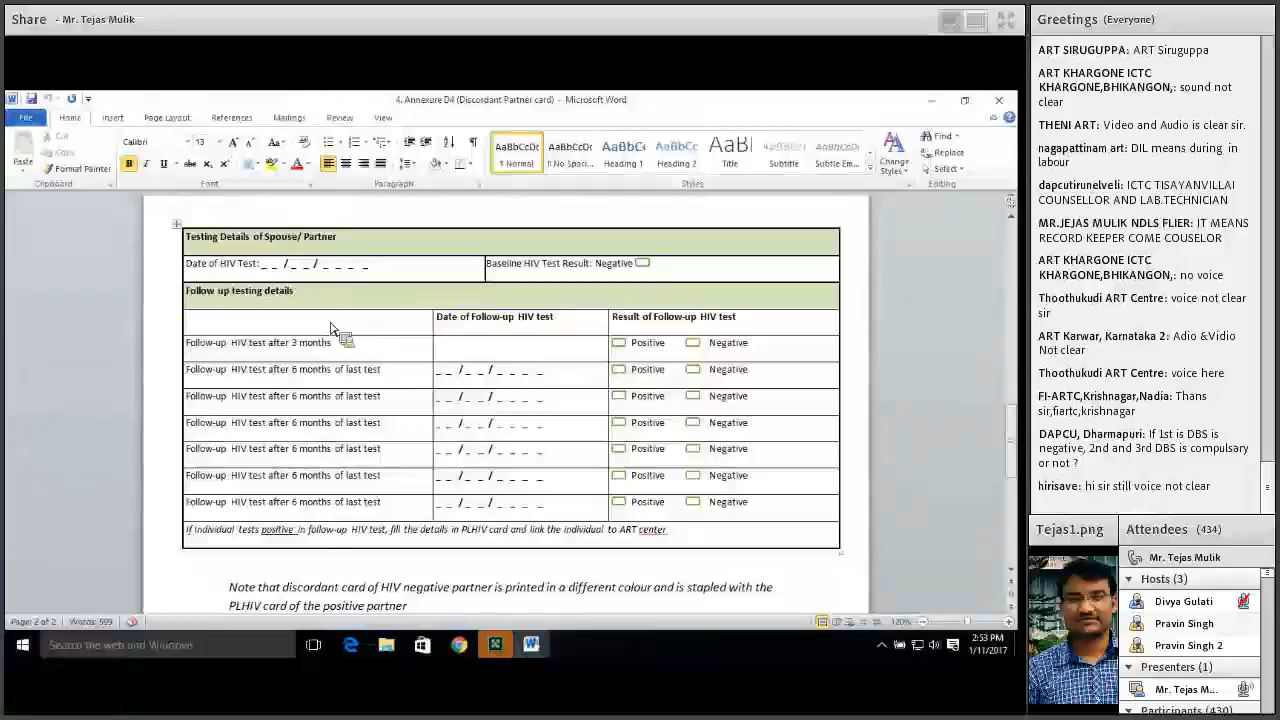 Share - Mr. Tejas Mulik
4. Annexure D4 (Discordant Partner card) - Microsoft Word
File Home Insert Page Layout References Mailings Review View
Cut
Copy
Format Painter
Paste
Clipboard
Calibri 13
Font
Paragraph
AaBbCcDc AaBbCcDc AaBbC AaBbCc AaB AaBbCcD AaBbCcDc
¶ Normal ¶ No Spaci... Heading 1 Heading 2 Title Subtitle Subtle Em...
Styles
Change
Styles
Find
Replace
Select
Editing
Testing Details of Spouse/ Partner
Date of HIV Test: _ _ / _ _ / _ _ _ _ Baseline HIV Test Result: Negative
Follow up testing details
Date of Follow-up HIV test Result of Follow-up HIV test
Follow-up HIV test after 3 months Positive Negative
Follow-up HIV test after 6 months of last test _ _ / _ _ / _ _ _ _ Positive Negative
Follow-up HIV test after 6 months of last test _ _ / _ _ / _ _ _ _ Positive Negative
Follow-up HIV test after 6 months of last test _ _ / _ _ / _ _ _ _ Positive Negative
Follow-up HIV test after 6 months of last test _ _ / _ _ / _ _ _ _ Positive Negative
Follow-up HIV test after 6 months of last test _ _ / _ _ / _ _ _ _ Positive Negative
Follow-up HIV test after 6 months of last test _ _ / _ _ / _ _ _ _ Positive Negative
If individual tests positive in follow-up HIV test, fill the details in PLHIV card and link the individual to ART center
Note that discordant card of HIV negative partner is printed in a different colour and is stapled with the
PLHIV card of the positive partner
Page: 2 of 2 Words: 599 120%
Search the web and Windows
2:53 PM
1/11/2017
Greetings (Everyone)
ART SIRUGUPPA: ART Siruguppa
ART KHARGONE ICTC
KHARGONE,BHIKANGON,: sound not
clear
THENI ART: Video and Audio is clear sir.
nagapattinam art: DIL means during in
labour
dapcutirunelveli: ICTC TISAYANVILLAI
COUNSELLOR AND LAB.TECHNICIAN
MR.JEJAS MULIK NDLS FLIER: IT MEANS
RECORD KEEPER COME COUSELOR
ART KHARGONE ICTC
KHARGONE,BHIKANGON,: no voice
Thoothukudi ART Centre: voice not clear
sir
ART Karwar, Karnataka 2: Adio &Vidio
Not clear
Thoothukudi ART Centre: voice here
FI-ARTC,Krishnagar,Nadia: Thans
sir,fiartc,krishnagar
DAPCU, Dharmapuri: If 1st is DBS is
negative, 2nd and 3rd DBS is compulsary
or not ?
hirisave: hi sir still voice not clear
Tejas1.png
Attendees (434)
Mr. Tejas Mulik
Hosts (3)
Divya Gulati
Pravin Singh
Pravin Singh 2
Presenters (1)
Mr. Tejas M...
Participants (430)